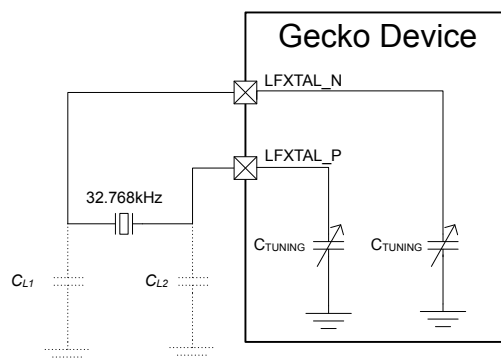 Gecko Device
LFXTAL_N
LFXTAL_P
32.768kHz
CTUNING
CTUNING
CL1
CL2